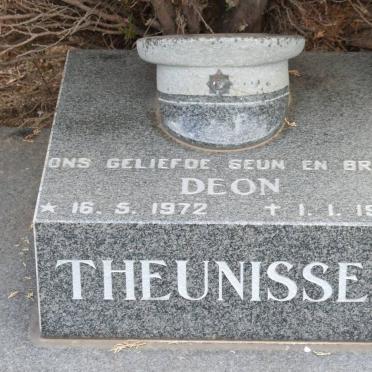 ONS GELIEFDE SEUN EN BR
DEON
* 16. 5. 1972 † 1. 1. 19
THEUNISSE